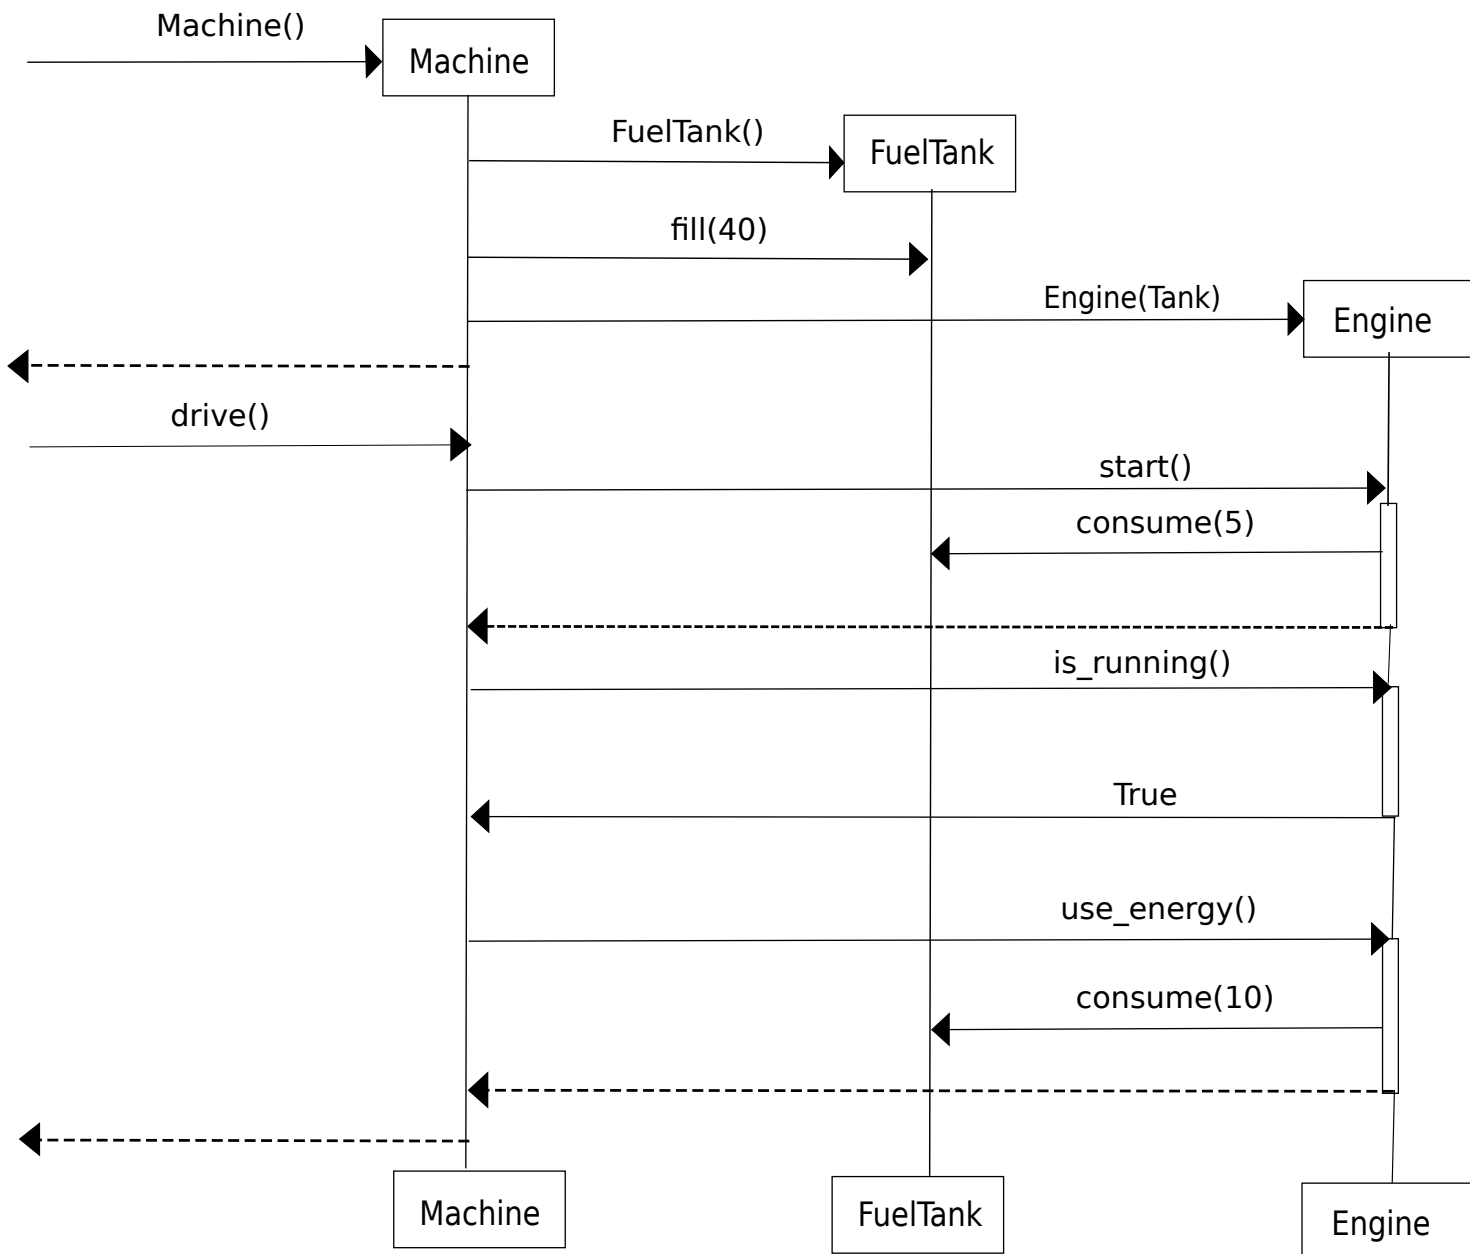 Machine()
Machine
FuelTank()
FuelTank
fill(40)
Engine(Tank)
Engine
drive()
start()
consume(5)
is_running()
True
use_energy()
consume(10)
Machine
FuelTank
Engine